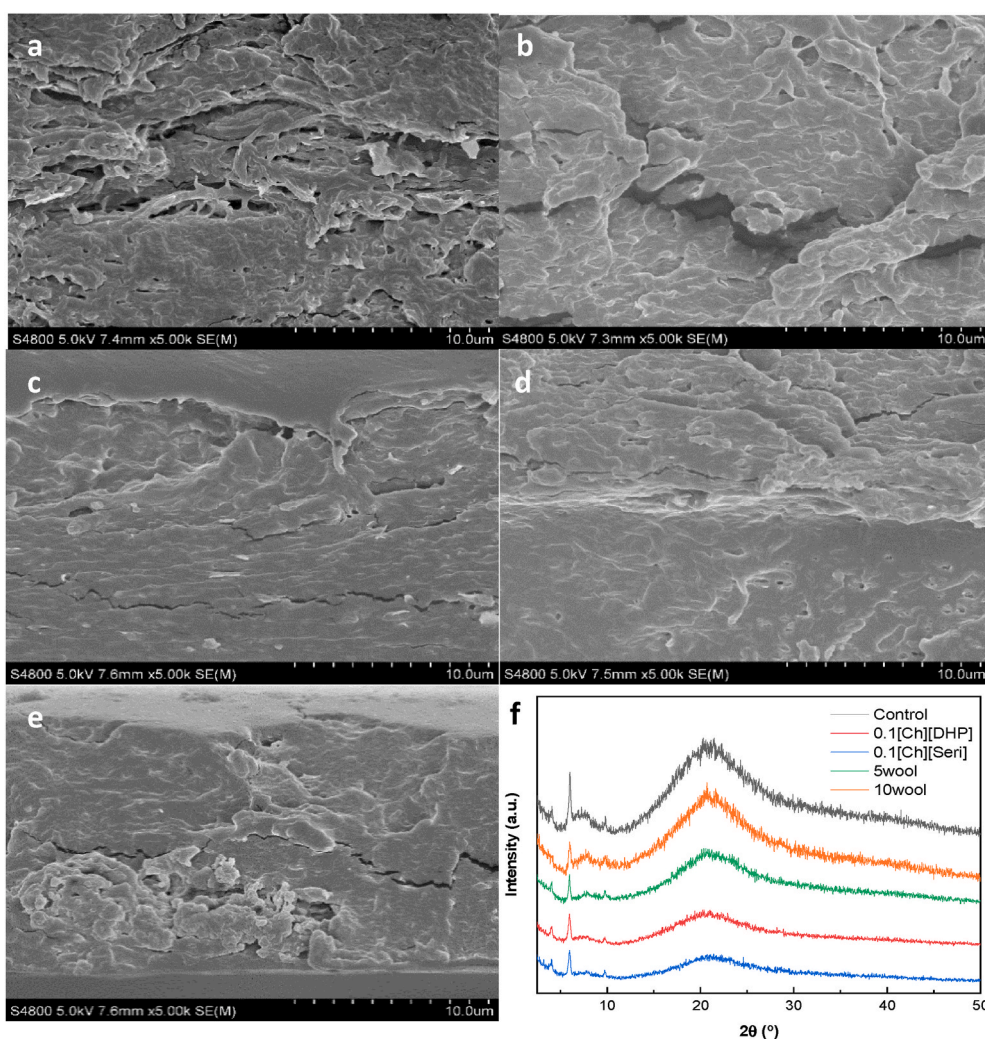 a
S4800 5.0kV 7.4mm x5.00k SE(M)
10.0um
b
S4800 5.0kV 7.3mm x5.00k SE(M)
10.0um
c
S4800 5.0kV 7.6mm x5.00k SE(M)
10.0um
d
S4800 5.0kV 7.5mm x5.00k SE(M)
10.0um
e
S4800 5.0kV 7.6mm x5.00k SE(M)
10.0um
f
Control
0.1[Ch][DHP]
0.1[Ch][Seri]
5wool
10wool
Intensity (a.u.)
10 20 30 40 50
2θ (º)